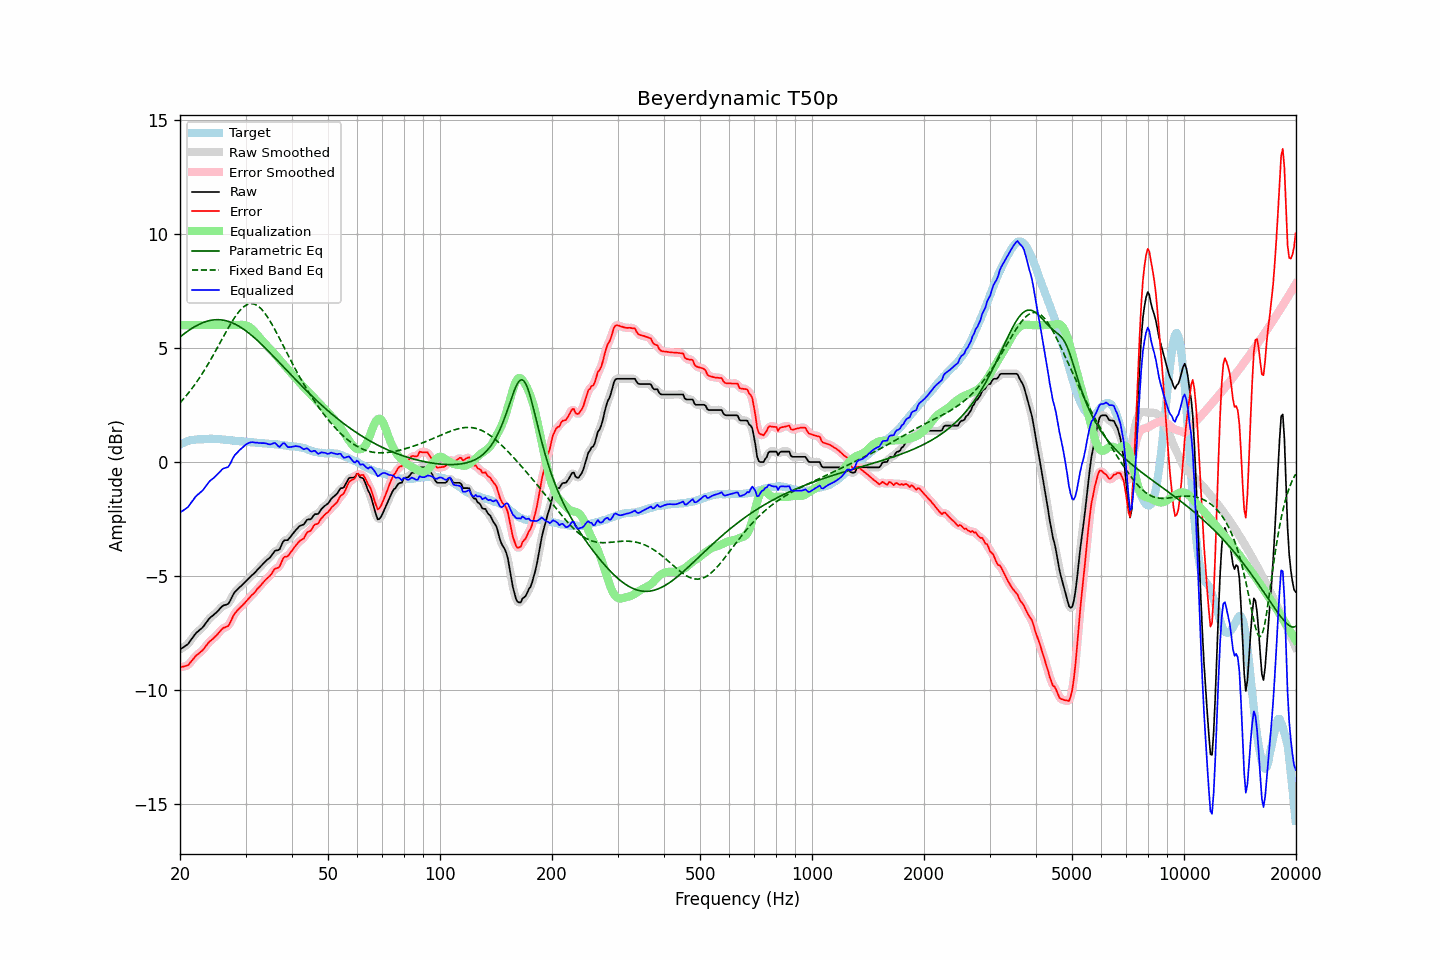 Beyerdynamic T50p
Target
Raw Smoothed
Error Smoothed
Raw
Error
Equalization
Parametric Eq
Fixed Band Eq
Equalized
15
10
5
0
−5
−10
−15
Amplitude (dBr)
20
50
100
200
500
1000
2000
5000
10000
20000
Frequency (Hz)